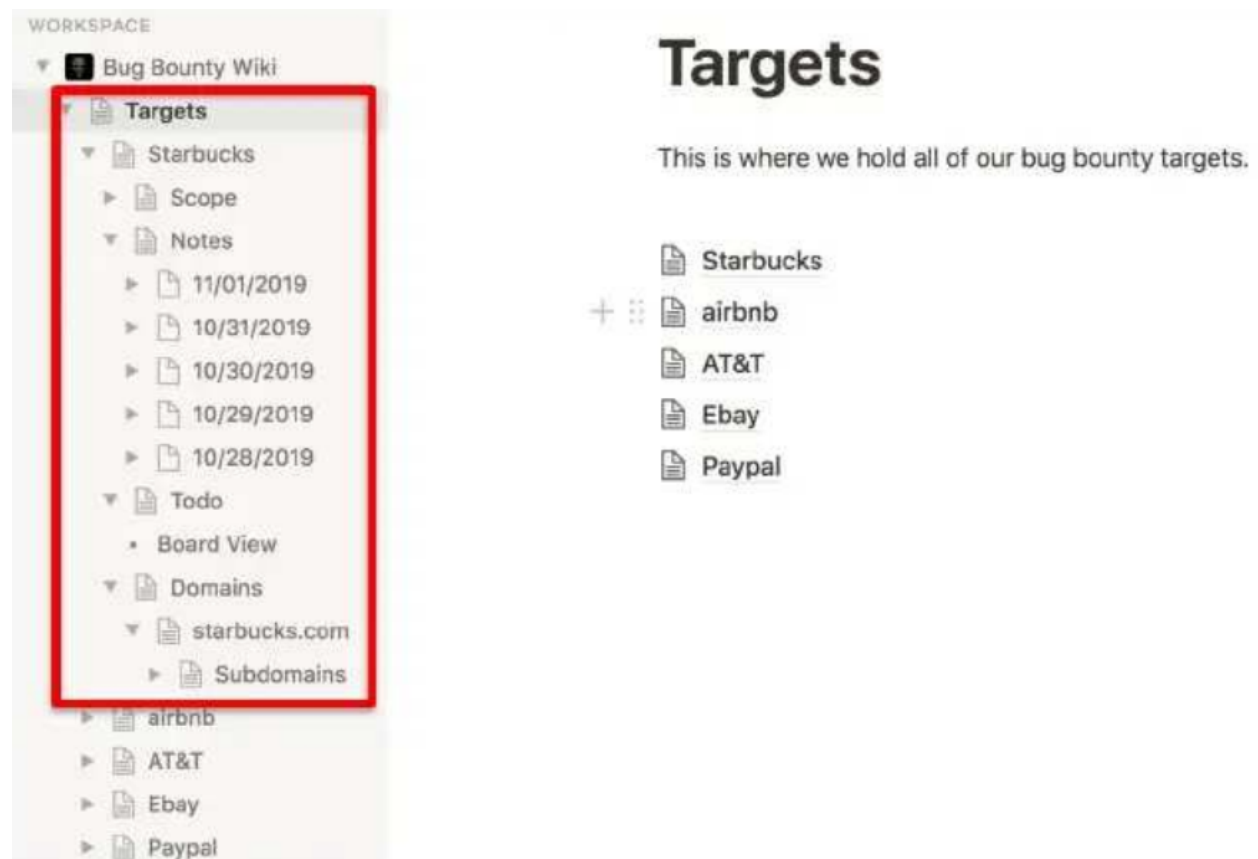 WORKSPACE
Bug Bounty Wiki
Targets
Starbucks
Scope
Notes
11/01/2019
10/31/2019
10/30/2019
10/29/2019
10/28/2019
Todo
Board View
Domains
starbucks.com
Subdomains
airbnb
AT&T
Ebay
Paypal
Targets
This is where we hold all of our bug bounty targets.
Starbucks
airbnb
AT&T
Ebay
Paypal